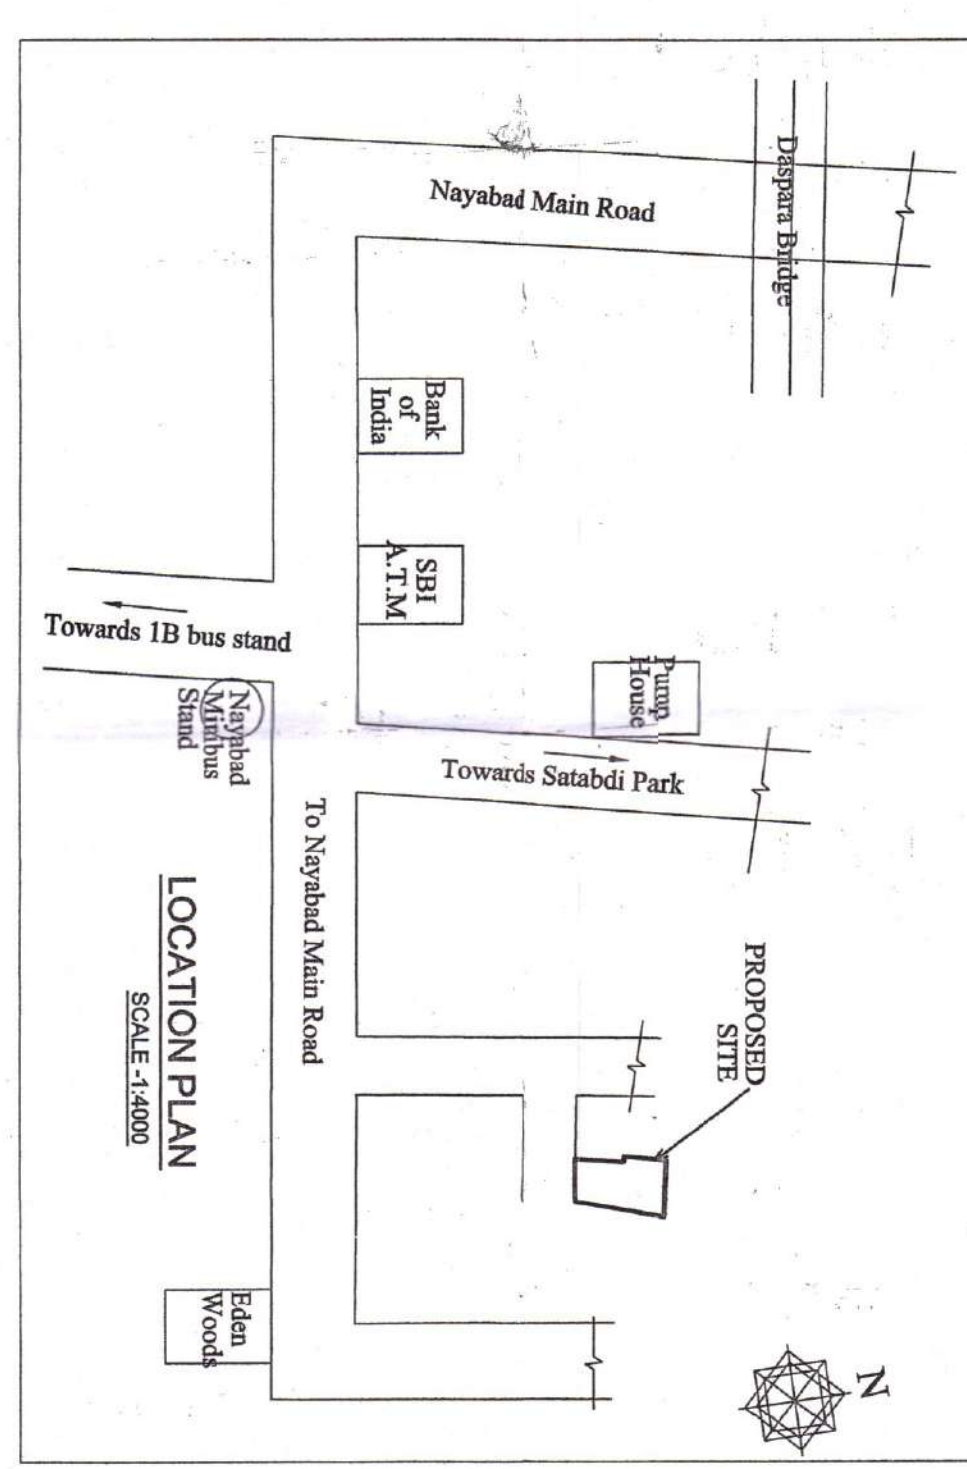 Daspara Bridge
Nayabad Main Road
Bank
of
India
SBI
A.T.M
Pump
House
Towards 1B bus stand
Nayabad
Minibus
Stand
Towards Satabdi Park
To Nayabad Main Road
PROPOSED
SITE
LOCATION PLAN
SCALE -1:4000
Eden
Woods
N